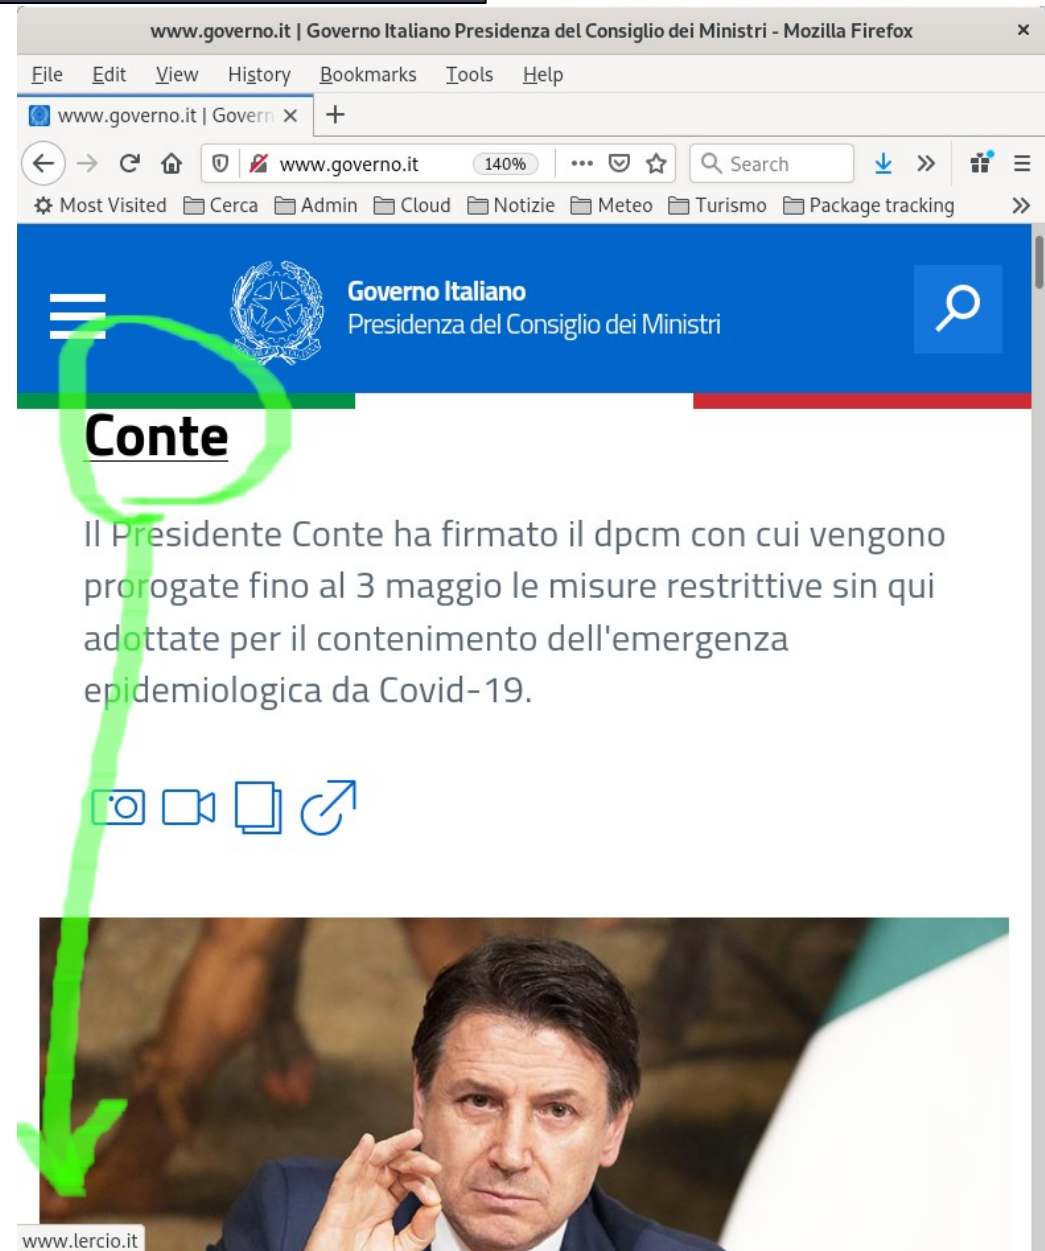 www.governo.it | Governo Italiano Presidenza del Consiglio dei Ministri - Mozilla Firefox
File Edit View History Bookmarks Tools Help
www.governo.it | Govern
www.governo.it 140% Search
Most Visited Cerca Admin Cloud Notizie Meteo Turismo Package tracking
Governo Italiano
Presidenza del Consiglio dei Ministri
Conte
Il Presidente Conte ha firmato il dpcm con cui vengono
prorogate fino al 3 maggio le misure restrittive sin qui
adottate per il contenimento dell'emergenza
epidemiologica da Covid-19.
www.lercio.it